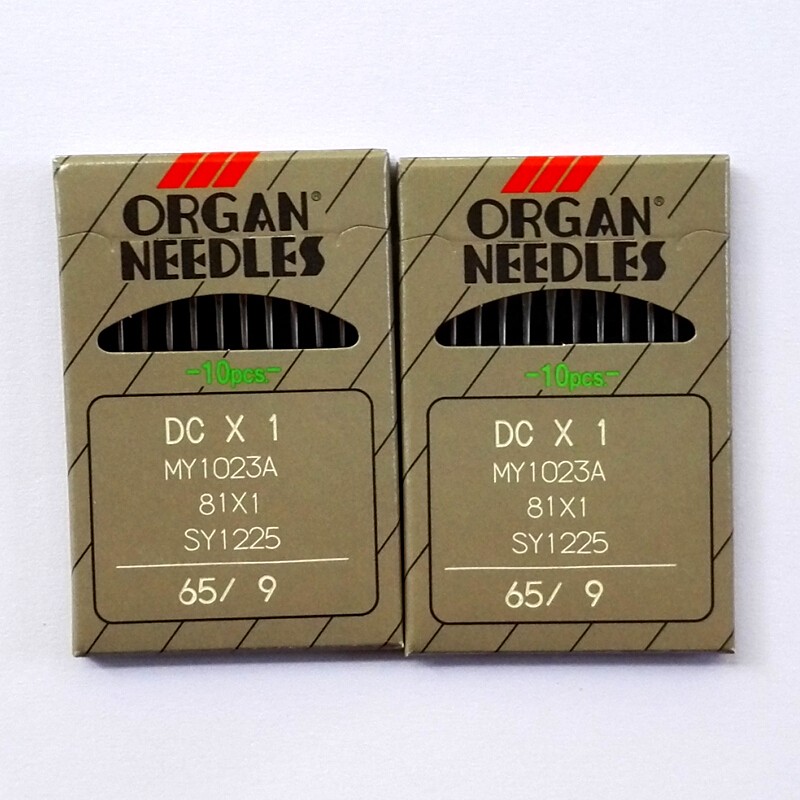 ORGAN®
NEEDLES
-10pcs.-
DC X 1
MY1023A
81X1
SY1225
65/ 9
ORGAN®
NEEDLES
-10pcs.-
DC X 1
MY1023A
81X1
SY1225
65/ 9